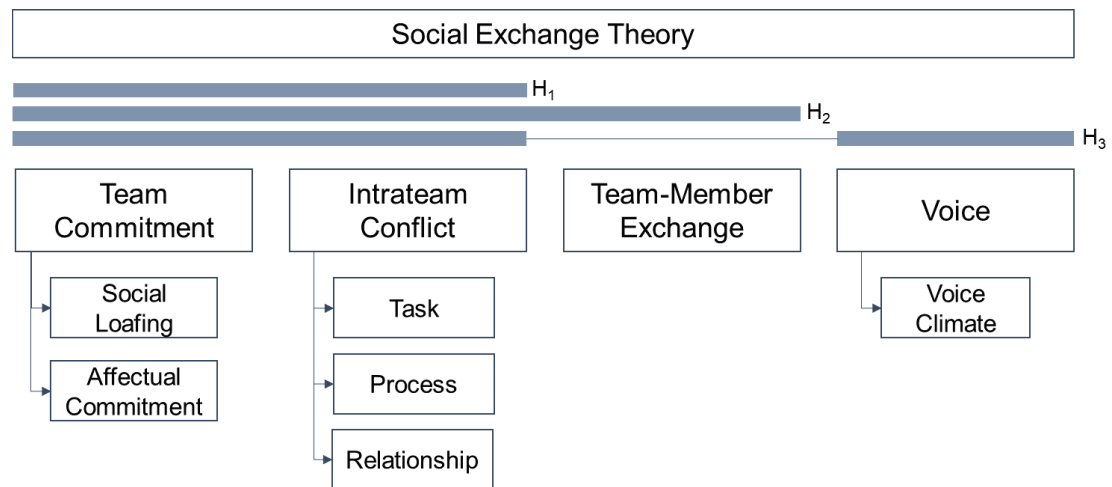 Social Exchange Theory
H₁
H₂
H₃
Team
Commitment
Intrateam
Conflict
Team-Member
Exchange
Voice
Social
Loafing
Affectual
Commitment
Task
Process
Relationship
Voice
Climate